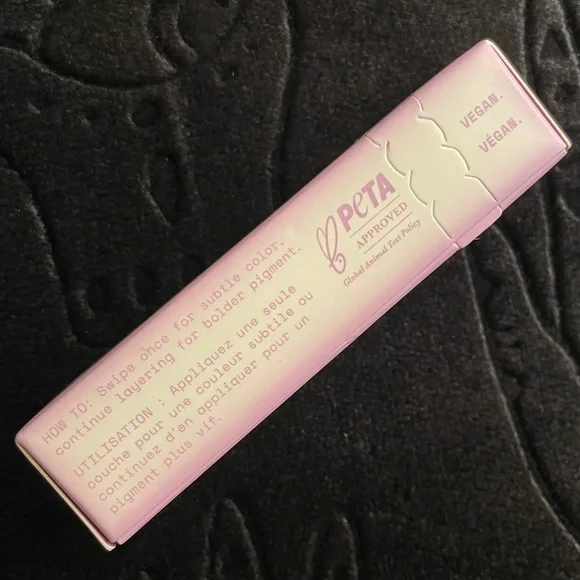 VEGAN.
VÉGAN.
PETA
APPROVED
Global Animal Test Policy
HOW TO: Swipe once for subtle color,
continue layering for bolder pigment.
UTILISATION : Appliquez une seule
couche pour une couleur subtile ou
continuez d'en appliquer pour un
pigment plus vif.